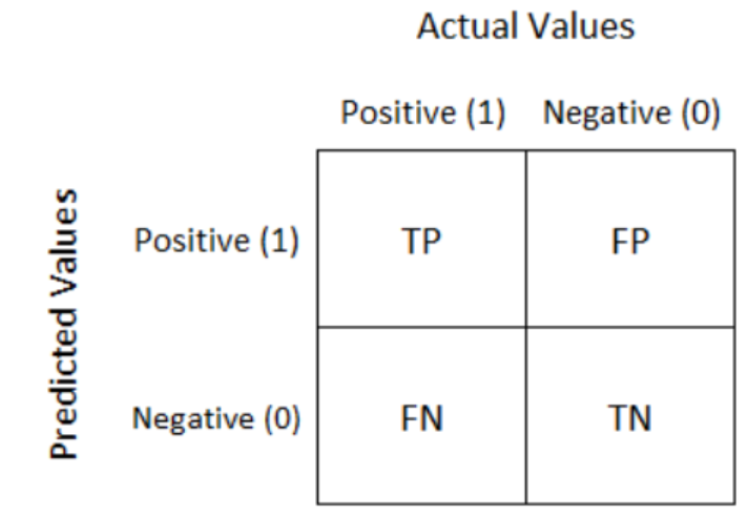 Actual Values
Positive (1) Negative (0)
Predicted Values
Positive (1) TP FP
Negative (0) FN TN